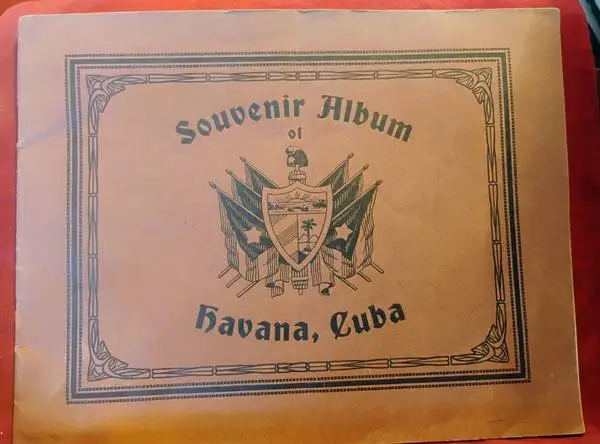 Souvenir Album
of
Havana, Cuba